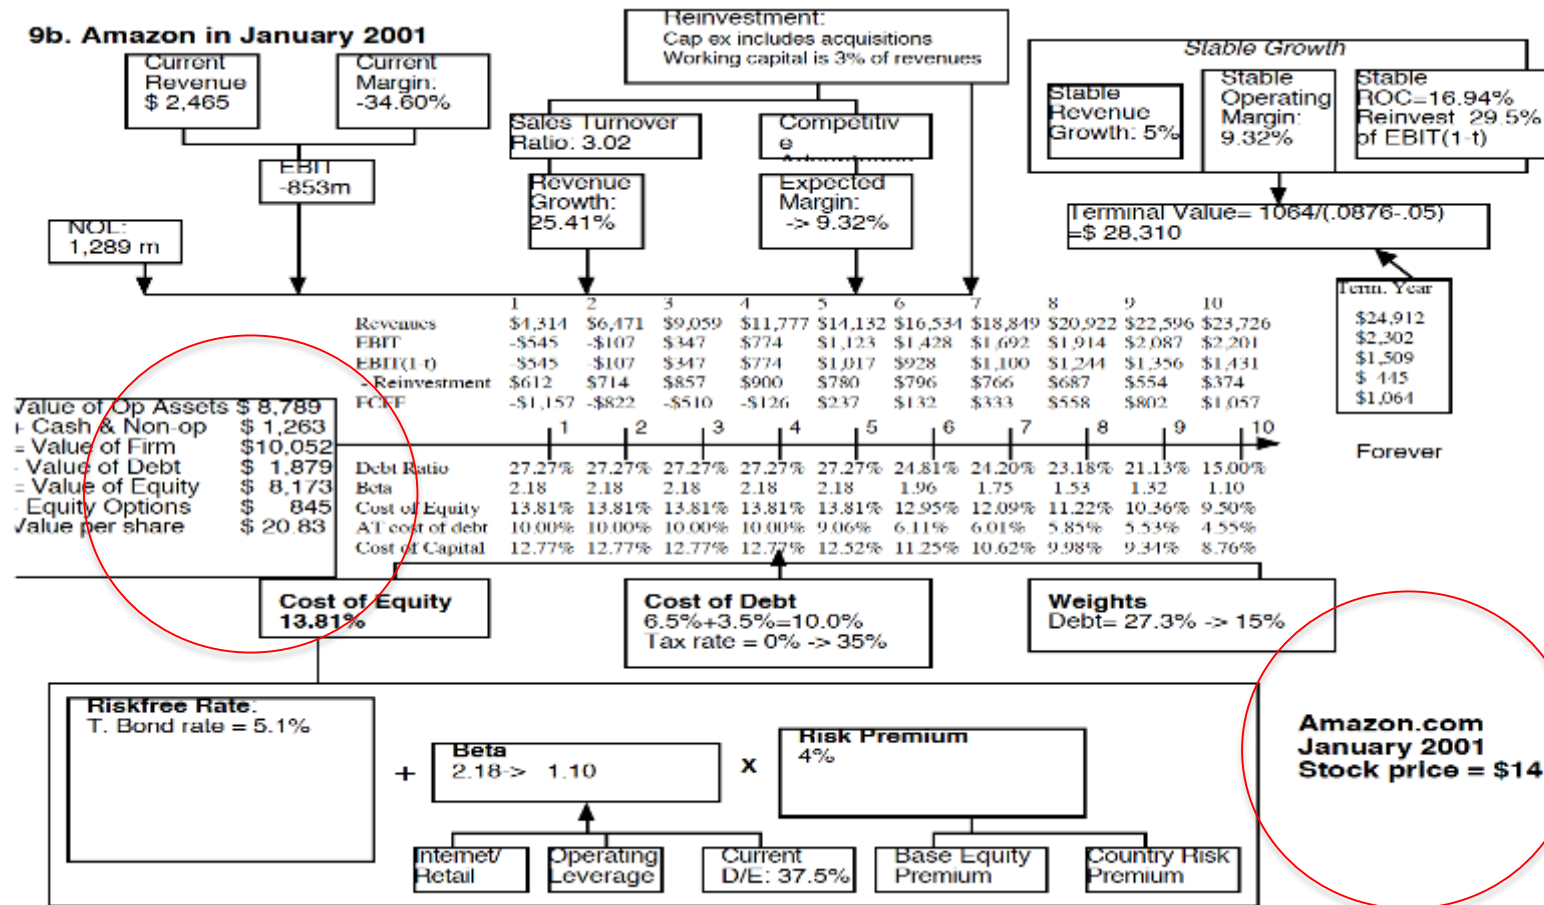 9b. Amazon in January 2001
Current
Revenue
$ 2,465
Current
Margin:
-34.60%
Reinvestment:
Cap ex includes acquisitions
Working capital is 3% of revenues
Stable Growth
Stable
Revenue
Growth: 5%
Stable
Operating
Margin:
9.32%
Stable
ROC=16.94%
Reinvest 29.5%
of EBIT(1-t)
EBIT
-853m
Sales Turnover
Ratio: 3.02
Competitiv
e
Revenue
Growth:
25.41%
Expected
Margin:
-> 9.32%
NOL:
1,289 m
Terminal Value= 1064/(.0876-.05)
=$ 28,310
Term. Year
$24,912
$2,302
$1,509
$ 445
$1,064
Forever
1 2 3 4 5 6 7 8 9 10
Revenues $4,314 $6,471 $9,059 $11,777 $14,132 $16,534 $18,849 $20,922 $22,596 $23,726
EBIT -$545 -$107 $347 $774 $1,123 $1,428 $1,692 $1,914 $2,087 $2,201
EBIT(1-t) -$545 -$107 $347 $774 $1,017 $928 $1,100 $1,244 $1,356 $1,431
- Reinvestment $612 $714 $857 $900 $780 $796 $766 $687 $554 $374
FCFF -$1,157 -$822 -$510 -$126 $237 $132 $333 $558 $802 $1,057
1 2 3 4 5 6 7 8 9 10
Value of Op Assets $ 8,789
+ Cash & Non-op $ 1,263
= Value of Firm $10,052
- Value of Debt $ 1,879
= Value of Equity $ 8,173
- Equity Options $ 845
Value per share $ 20.83
Debt Ratio 27.27% 27.27% 27.27% 27.27% 27.27% 24.81% 24.20% 23.18% 21.13% 15.00%
Beta 2.18 2.18 2.18 2.18 2.18 1.96 1.75 1.53 1.32 1.10
Cost of Equity 13.81% 13.81% 13.81% 13.81% 13.81% 12.95% 12.09% 11.22% 10.36% 9.50%
AT cost of debt 10.00% 10.00% 10.00% 10.00% 9.06% 6.11% 6.01% 5.85% 5.53% 4.55%
Cost of Capital 12.77% 12.77% 12.77% 12.77% 12.52% 11.25% 10.62% 9.98% 9.34% 8.76%
Cost of Equity
13.81%
Cost of Debt
6.5%+3.5%=10.0%
Tax rate = 0% -> 35%
Weights
Debt= 27.3% -> 15%
Riskfree Rate:
T. Bond rate = 5.1%
+
Beta
2.18-> 1.10
X
Risk Premium
4%
Internet/
Retail
Operating
Leverage
Current
D/E: 37.5%
Base Equity
Premium
Country Risk
Premium
Amazon.com
January 2001
Stock price = $14